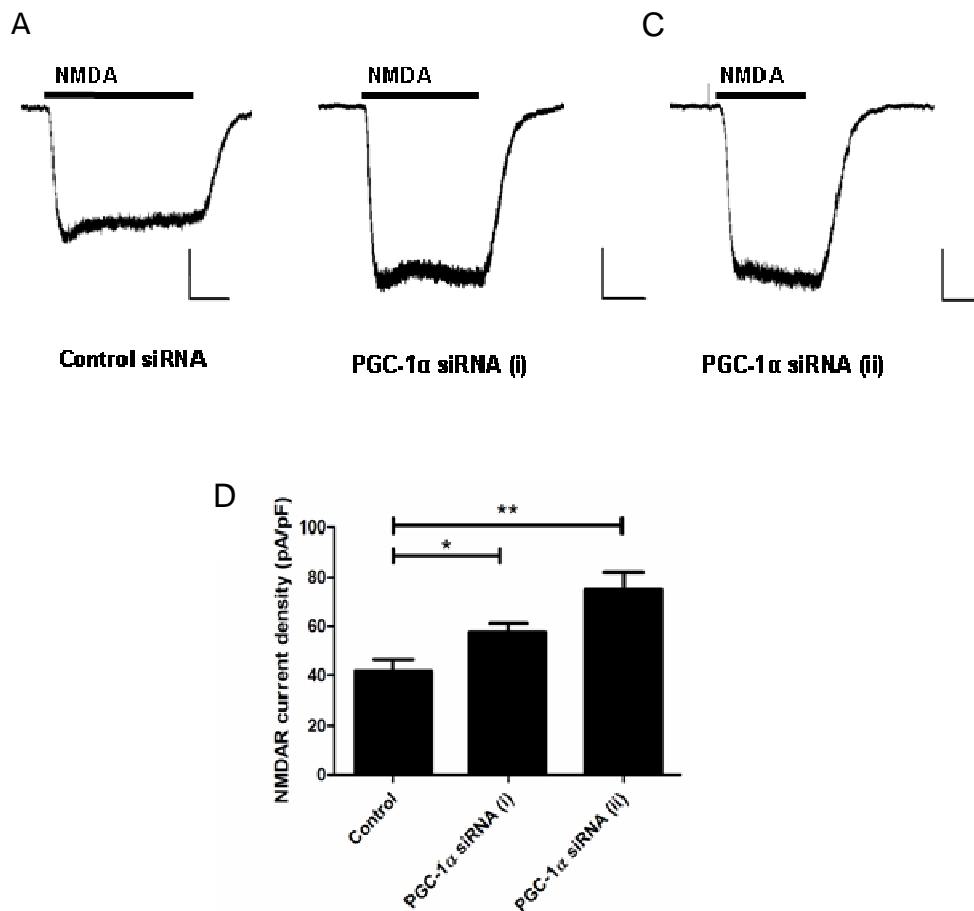 A
C
NMDA
NMDA
NMDA
Control siRNA
PGC-1α siRNA (i)
PGC-1α siRNA (ii)
D
NMDAR current density (pA/pF)
100
80
60
40
20
0
**
*
Control
PGC-1α siRNA (i)
PGC-1α siRNA (ii)